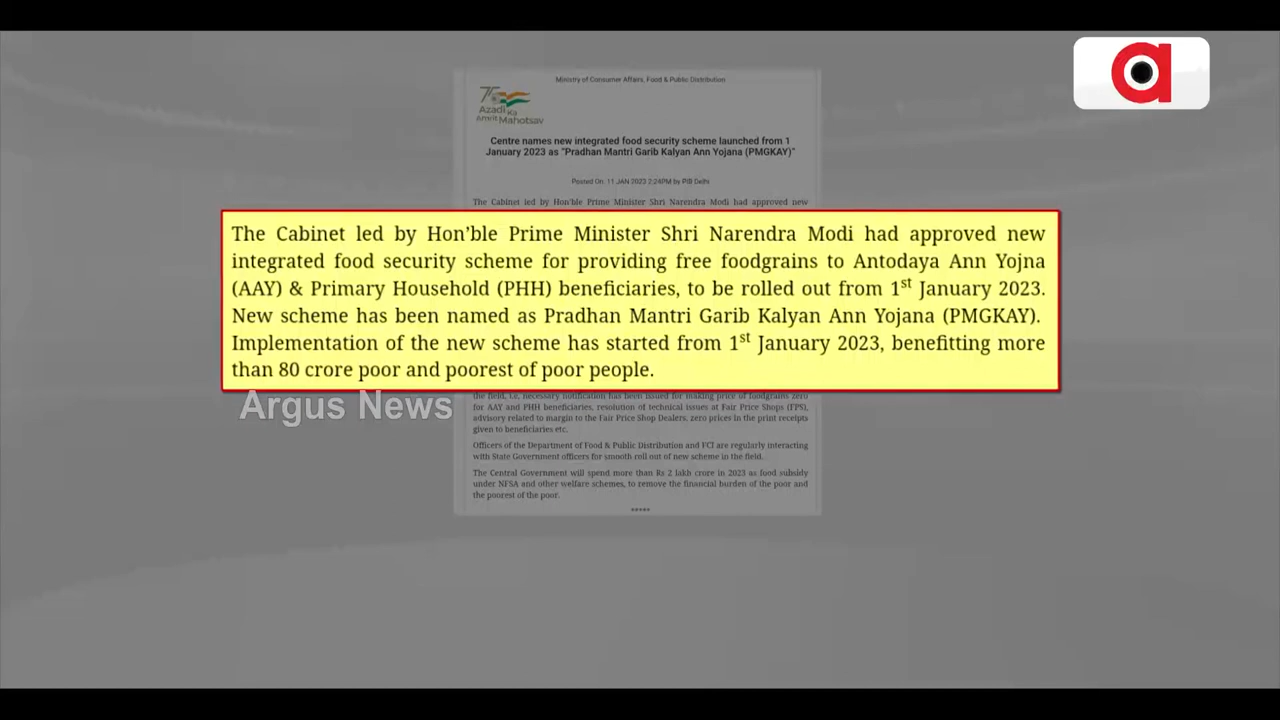 Ministry of Consumer Affairs, Food & Public Distribution
75
Azadi Ka
Amrit Mahotsav
Centre names new integrated food security scheme launched from 1
January 2023 as "Pradhan Mantri Garib Kalyan Ann Yojana (PMGKAY)"
Posted On: 11 JAN 2023 2:24PM by PIB Delhi
The Cabinet led by Hon'ble Prime Minister Shri Narendra Modi had approved new
The Cabinet led by Hon'ble Prime Minister Shri Narendra Modi had approved new
integrated food security scheme for providing free foodgrains to Antodaya Ann Yojna
(AAY) & Primary Household (PHH) beneficiaries, to be rolled out from 1st January 2023.
New scheme has been named as Pradhan Mantri Garib Kalyan Ann Yojana (PMGKAY).
Implementation of the new scheme has started from 1st January 2023, benefitting more
than 80 crore poor and poorest of poor people.
Argus News
the field, i.e, necessary notification has been issued for making price of foodgrains zero
for AAY and PHH beneficiaries, resolution of technical issues at Fair Price Shops (FPS),
advisory related to margin to the Fair Price Shop Dealers, zero prices in the print receipts
given to beneficiaries etc.
Officers of the Department of Food & Public Distribution and FCI are regularly interacting
with State Government officers for smooth roll out of new scheme in the field.
The Central Government will spend more than Rs 2 lakh crore in 2023 as food subsidy
under NFSA and other welfare schemes, to remove the financial burden of the poor and
the poorest of the poor.
*****